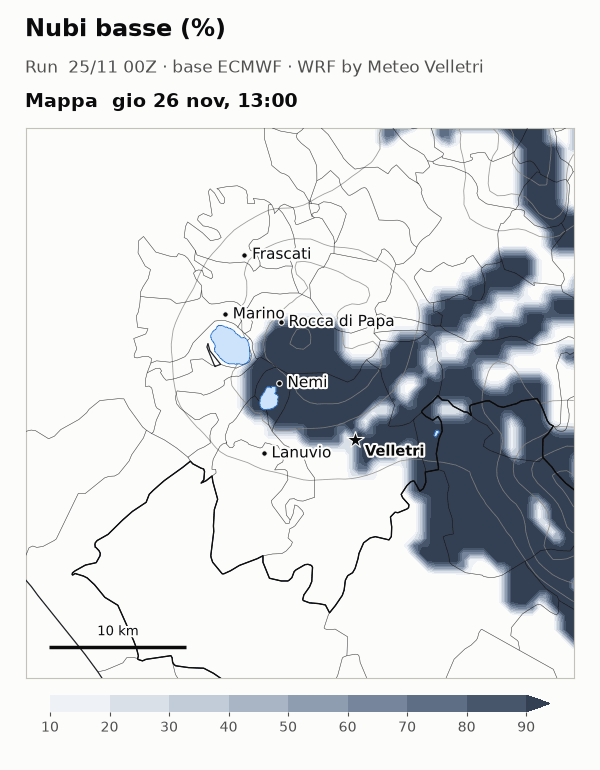 Nubi basse (%)
Run  25/11 00Z · base ECMWF · WRF by Meteo Velletri
Mappa  gio 26 nov, 13:00
Frascati
Marino
Rocca di Papa
Nemi
Velletri
Lanuvio
10 km
10 20 30 40 50 60 70 80 90